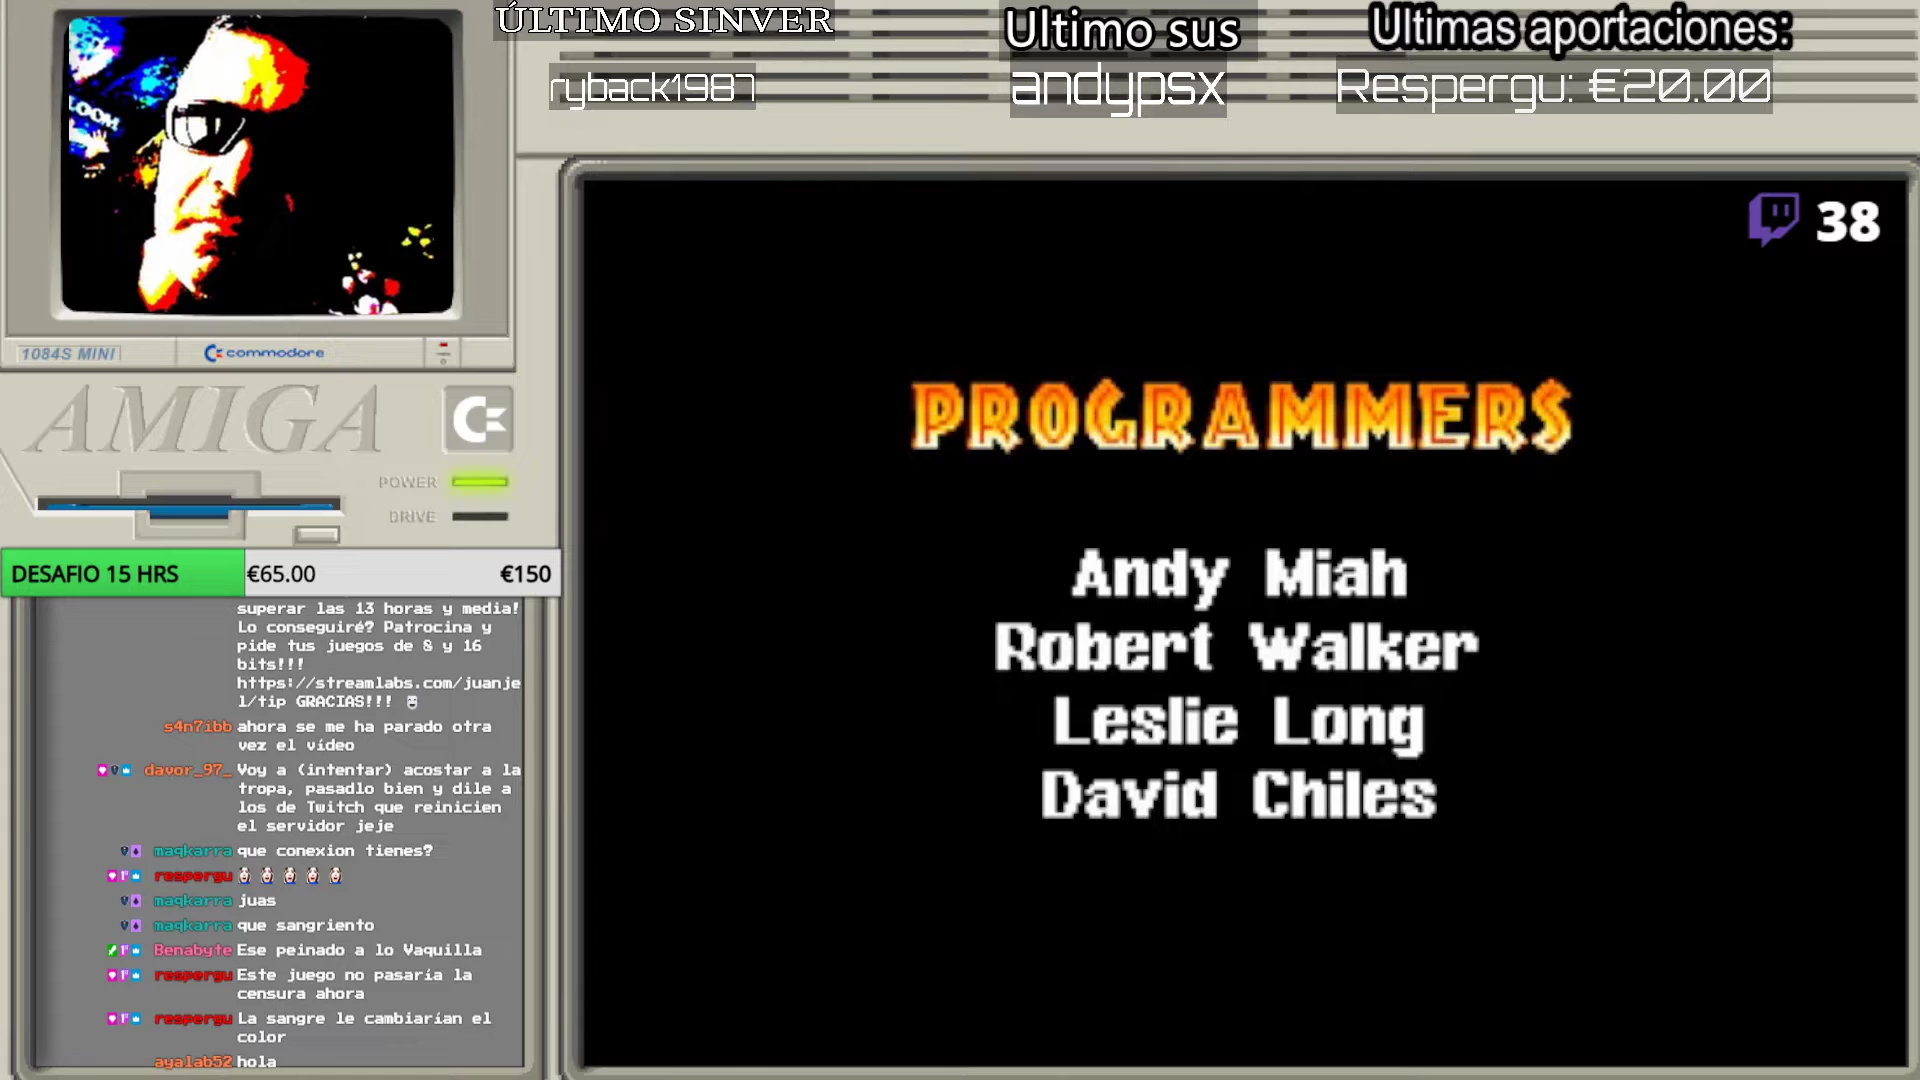 ÚLTIMO SINVER
ryback1987
Ultimo sus
andypsx
Ultimas aportaciones:
Respergu: €20.00
38
LOOM
1084S MINI
commodore
AMIGA
POWER
DRIVE
DESAFIO 15 HRS €65.00 €150
superar las 13 horas y media!
Lo conseguiré? Patrocina y
pide tus juegos de 8 y 16
bits!!!
https://streamlabs.com/juanje
l/tip GRACIAS!!!
s4n7ibb ahora se me ha parado otra
vez el vídeo
davor_97_ Voy a (intentar) acostar a la
tropa, pasadlo bien y dile a
los de Twitch que reinicien
el servidor jeje
maqkarra que conexion tienes?
respergu
maqkarra juas
maqkarra que sangriento
Benabyte Ese peinado a lo Vaquilla
respergu Este juego no pasaría la
censura ahora
respergu La sangre le cambiarían el
color
ayalab52 hola
PROGRAMMERS
Andy Miah
Robert Walker
Leslie Long
David Chiles